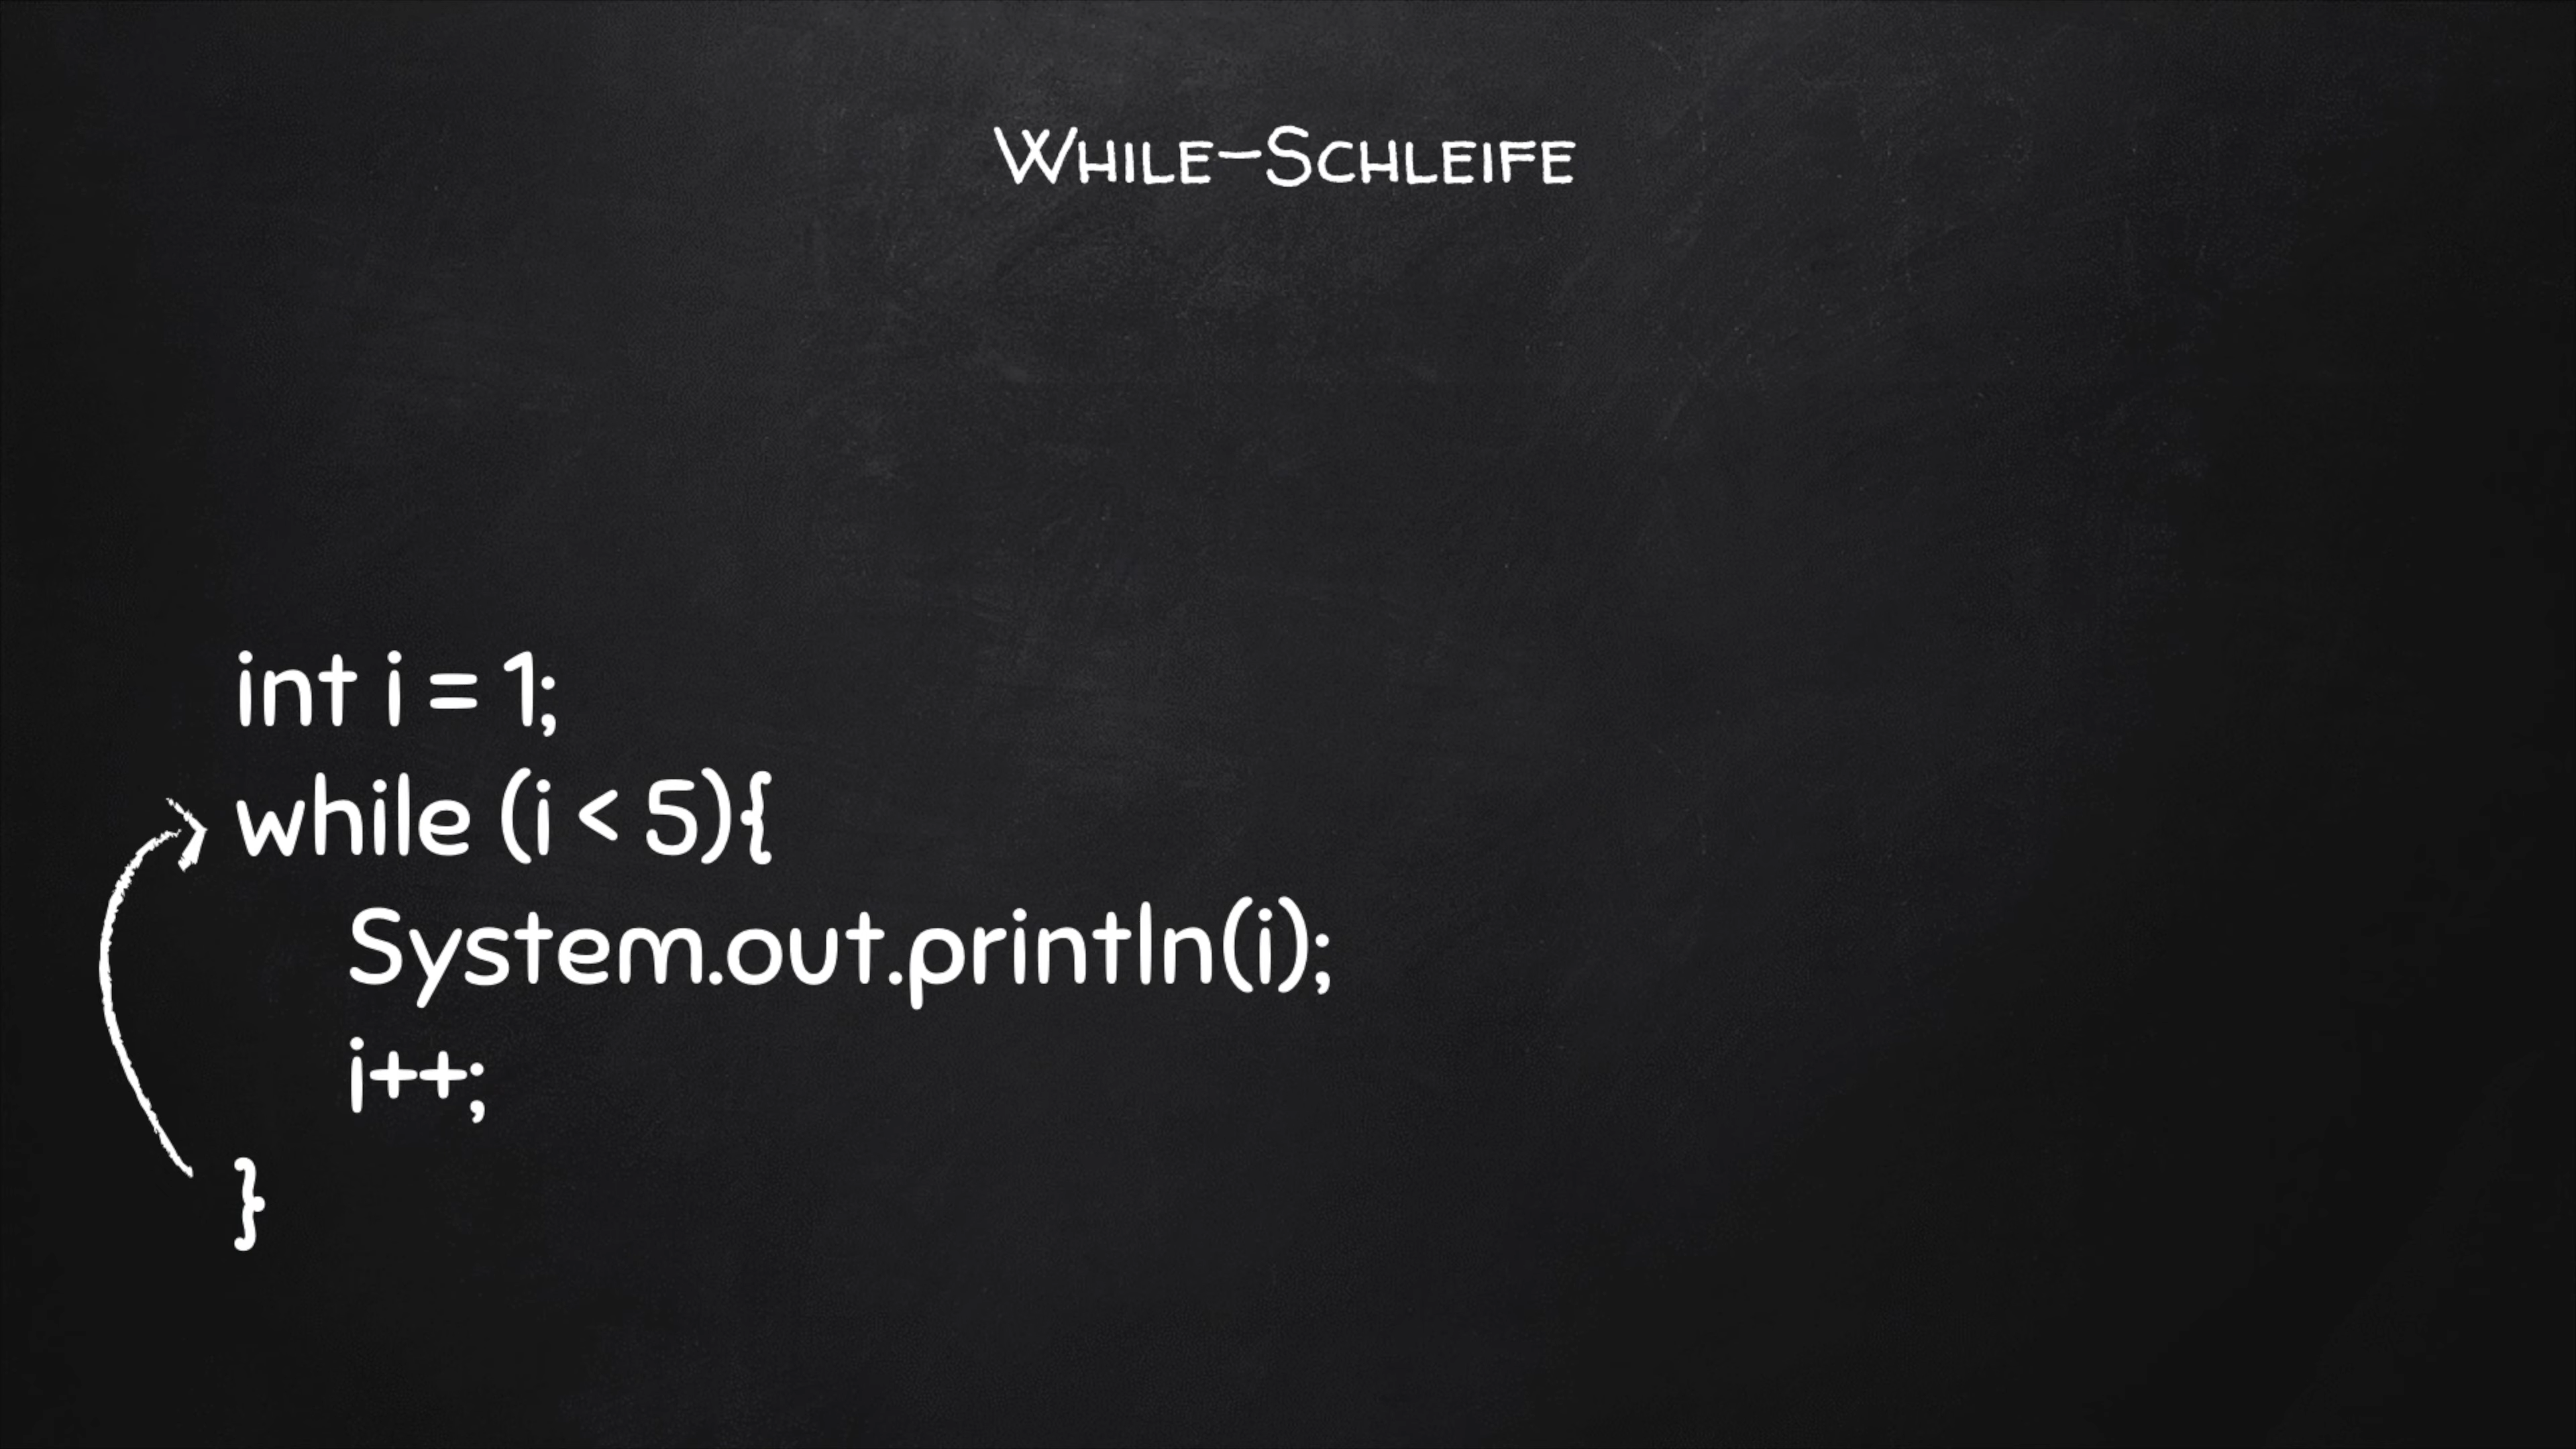 While-Schleife
int i = 1;
while (i < 5){
System.out.println(i);
i++;
}